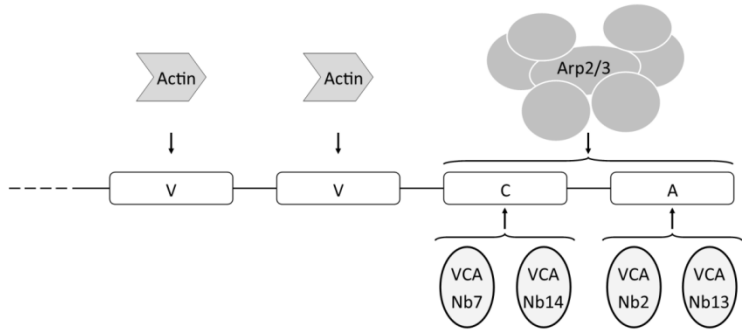 Actin
Actin
Arp2/3
V
V
C
A
VCA
Nb7
VCA
Nb14
VCA
Nb2
VCA
Nb13